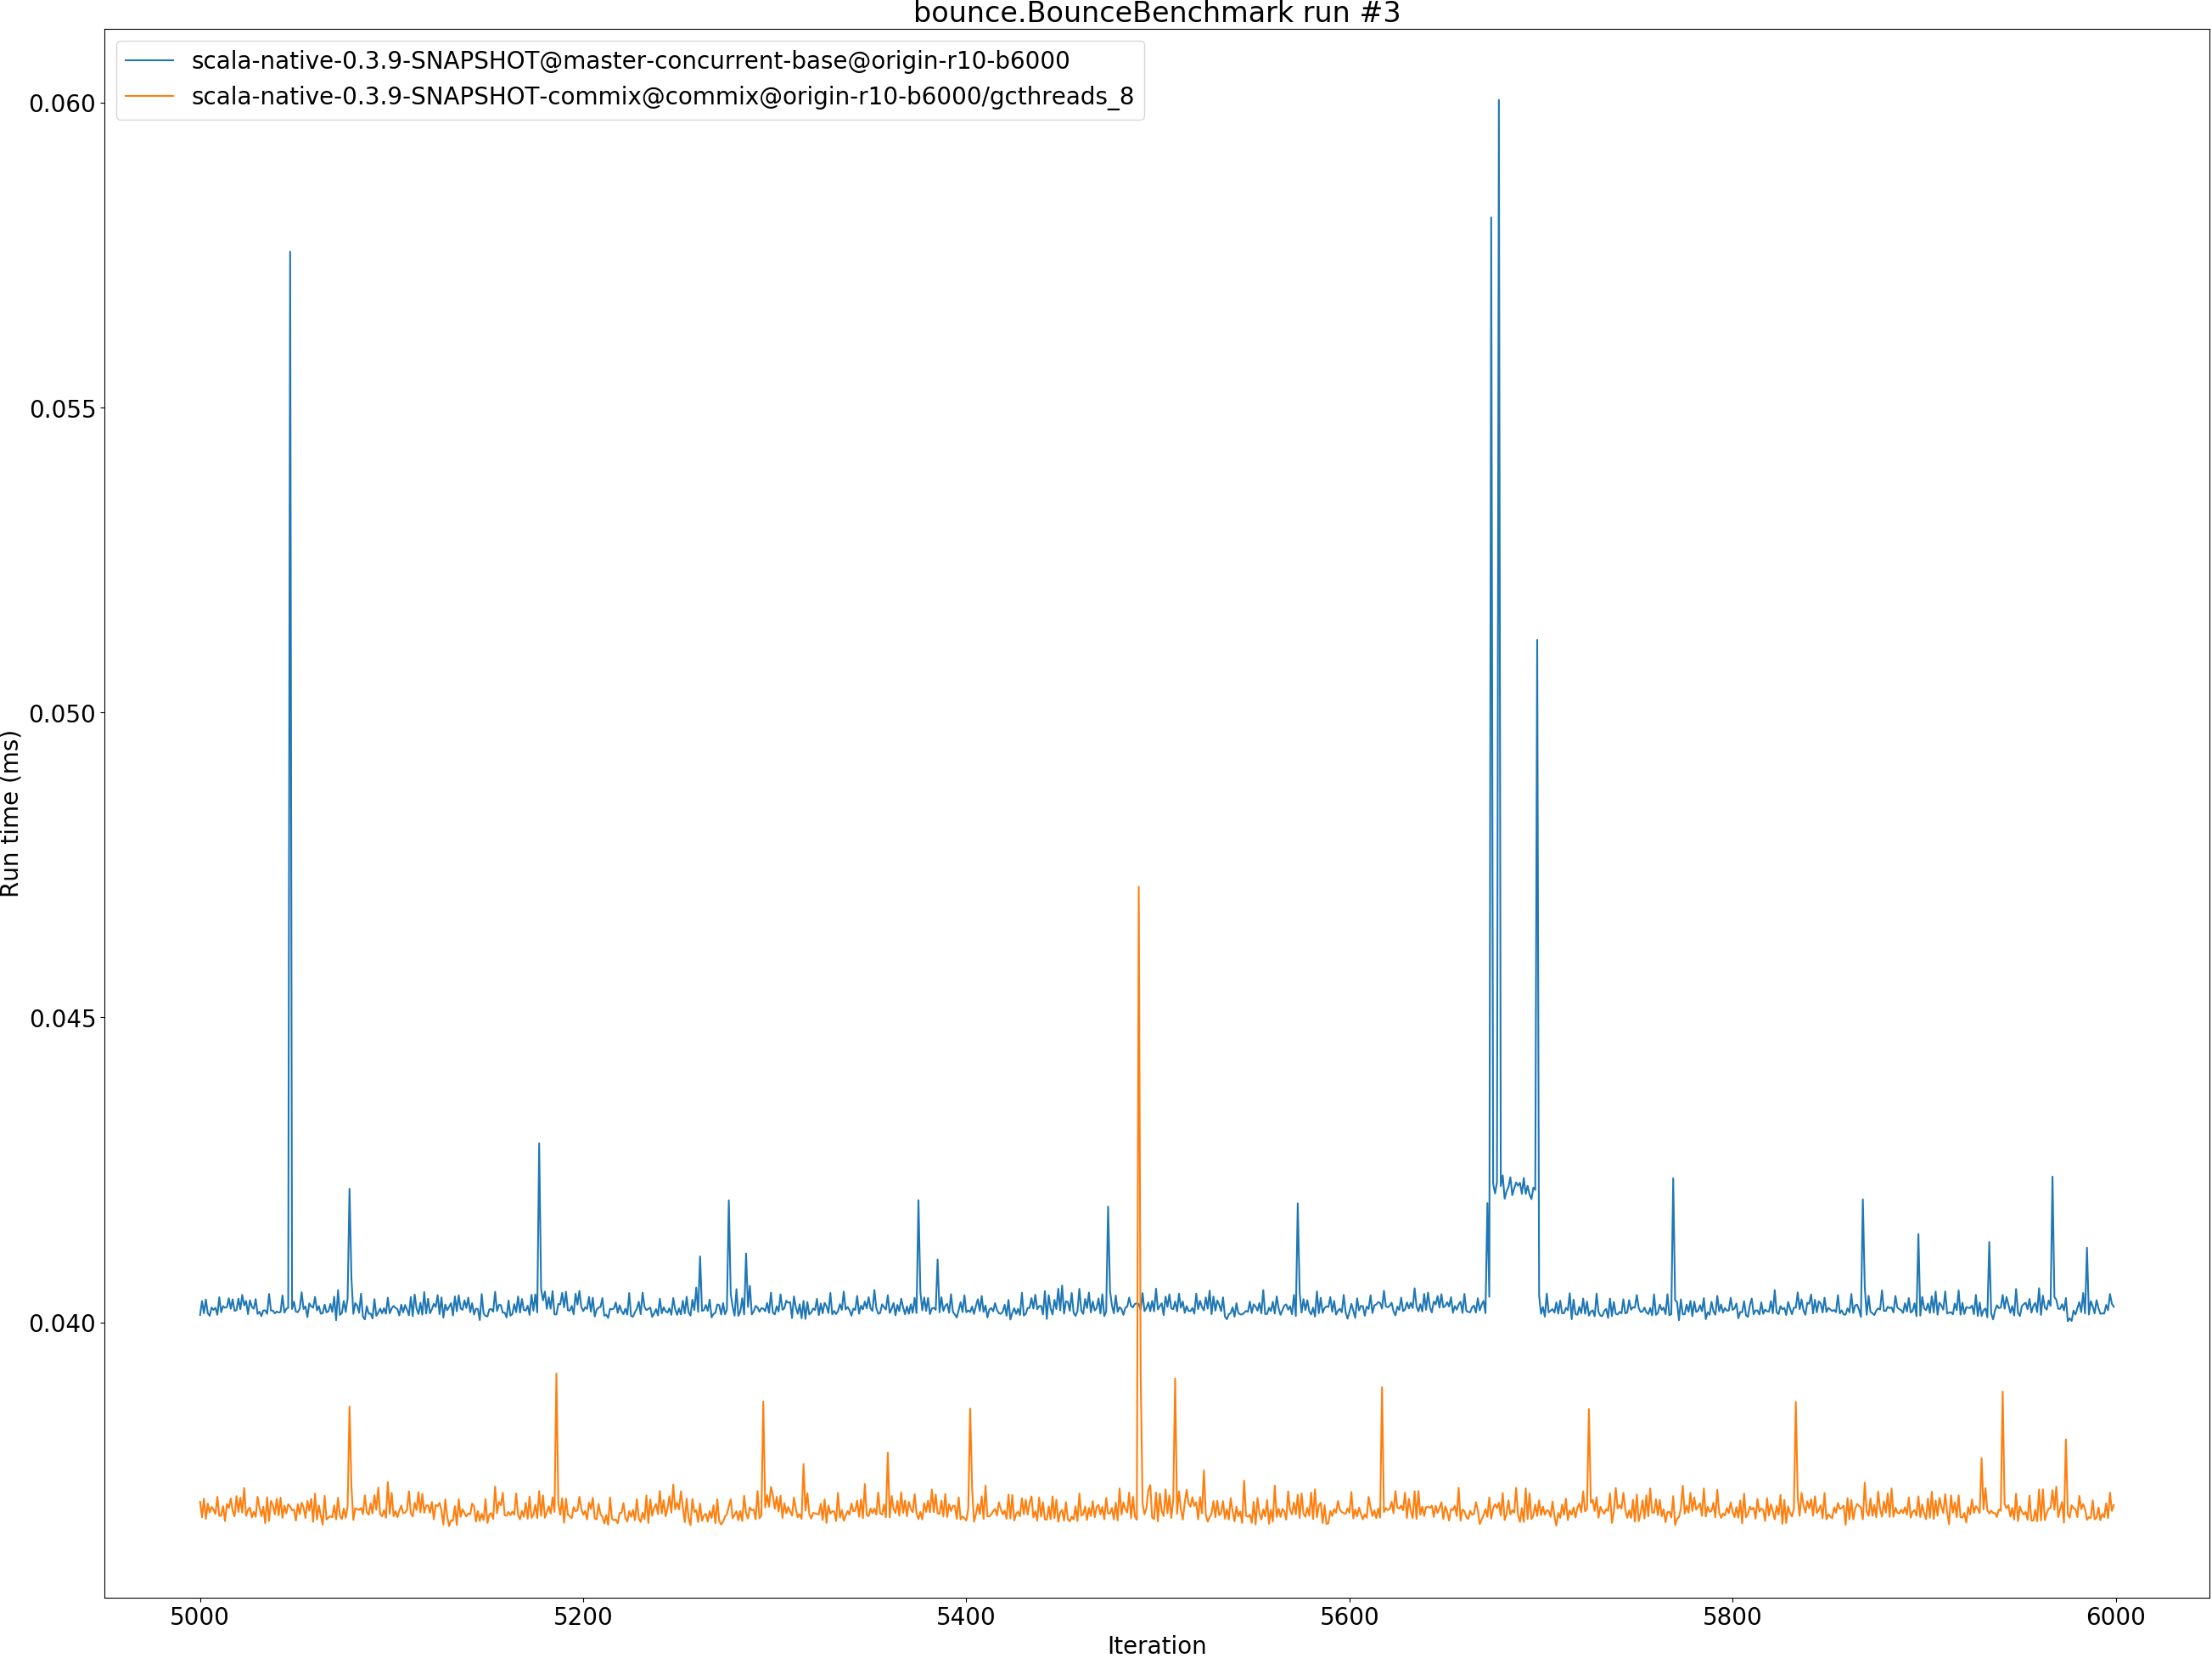 bounce.BounceBenchmark run #3
scala-native-0.3.9-SNAPSHOT@master-concurrent-base@origin-r10-b6000
scala-native-0.3.9-SNAPSHOT-commix@commix@origin-r10-b6000/gcthreads_8
0.060
0.055
0.050
0.045
0.040
Run time (ms)
5000 5200 5400 5600 5800 6000
Iteration